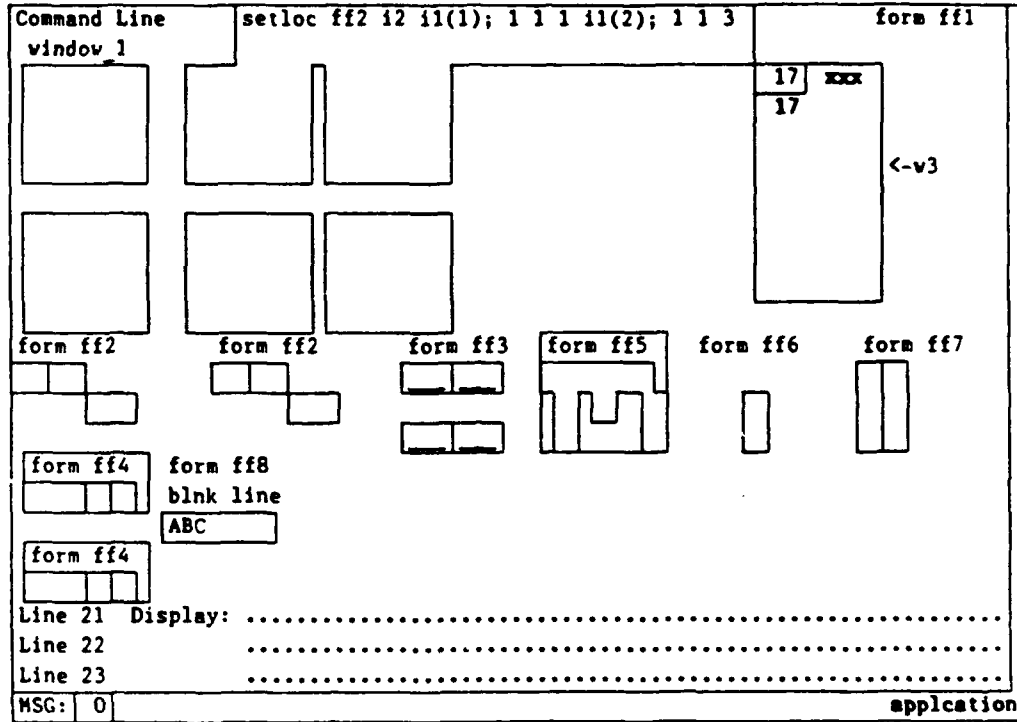 Command Line setloc ff2 i2 i1(1); 1 1 1 i1(2); 1 1 3 form ff1
window_1
17 xxx
17
<-w3
form ff2 form ff2 form ff3 form ff5 form ff6 form ff7
form ff4 form ff8
blnk line
ABC
form ff4
Line 21 Display: ............................................................
Line 22 ............................................................
Line 23 ............................................................
MSG: 0 applcation